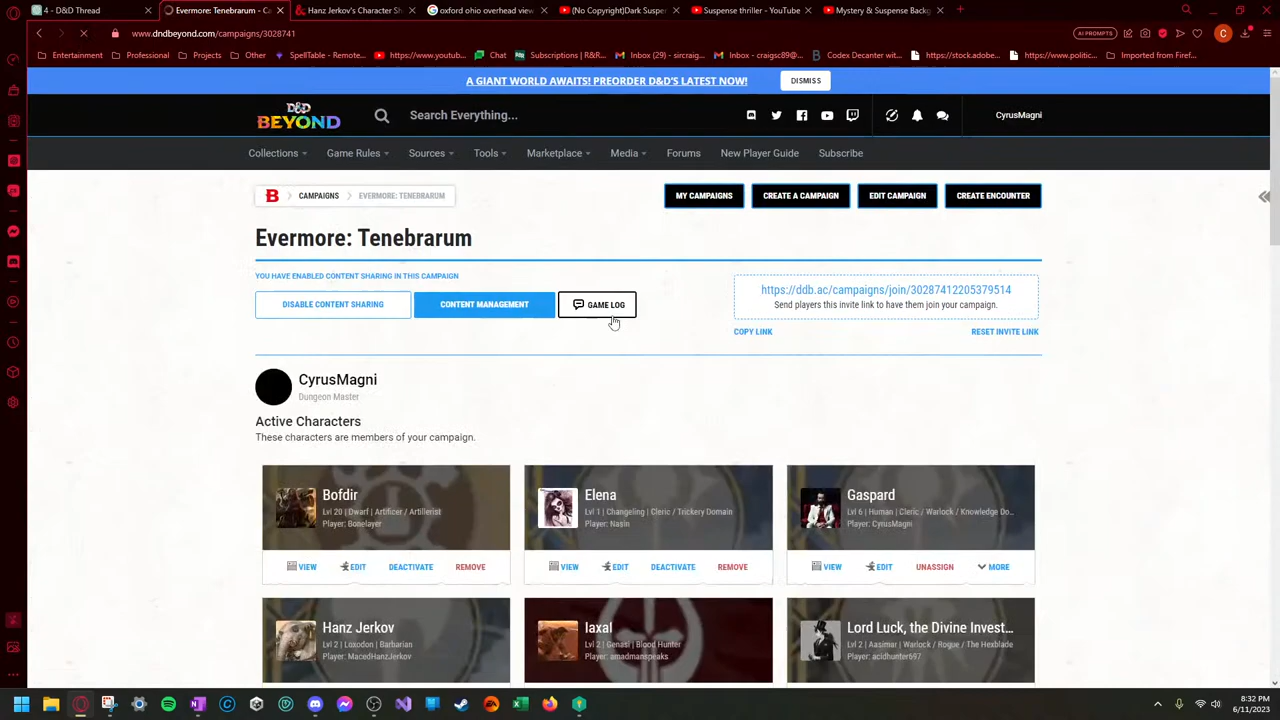 D&D Thread
Evermore: Tenebrarum - Ca
Hanz Jerkov's Character Sh
oxford ohio - overhead view
(No Copyright)Dark Suspen
Suspense thriller - YouTube
Mystery & Suspense Backg
www.dndbeyond.com/campaigns/3028741
AI PROMPTS
C
Entertainment
Professional
Projects
Other
SpellTable - Remote...
https://www.youtub...
Chat
Subscriptions | R&R...
Inbox (29) - sircraig...
Inbox - craigsc89@...
Codex Decanter wit...
https://stock.adobe...
https://www.politic...
Imported from Firef...
A GIANT WORLD AWAITS! PREORDER D&D'S LATEST NOW!
DISMISS
D&D
BEYOND
Search Everything...
CyrusMagni
Collections
Game Rules
Sources
Tools
Marketplace
Media
Forums
New Player Guide
Subscribe
B
CAMPAIGNS
EVERMORE: TENEBRARUM
MY CAMPAIGNS
CREATE A CAMPAIGN
EDIT CAMPAIGN
CREATE ENCOUNTER
Evermore: Tenebrarum
YOU HAVE ENABLED CONTENT SHARING IN THIS CAMPAIGN
DISABLE CONTENT SHARING
CONTENT MANAGEMENT
GAME LOG
https://ddb.ac/campaigns/join/30287412205379514
Send players this invite link to have them join your campaign.
COPY LINK
RESET INVITE LINK
CyrusMagni
Dungeon Master
Active Characters
These characters are members of your campaign.
Bofdir
Lvl 20 | Dwarf | Artificer / Artillerist
Player: Bonelayer
VIEW
EDIT
DEACTIVATE
REMOVE
Elena
Lvl 1 | Changeling | Cleric / Trickery Domain
Player: Nasin
VIEW
EDIT
DEACTIVATE
REMOVE
Gaspard
Lvl 6 | Human | Cleric / Warlock / Knowledge Do...
Player: CyrusMagni
VIEW
EDIT
UNASSIGN
MORE
Hanz Jerkov
Lvl 2 | Loxodon | Barbarian
Player: MacedHanzJerkov
Iaxal
Lvl 2 | Genasi | Blood Hunter
Player: amadmanspeaks
Lord Luck, the Divine Invest...
Lvl 2 | Aasimar | Warlock / Rogue / The Hexblade
Player: acidhunter697
8:32 PM
6/11/2023